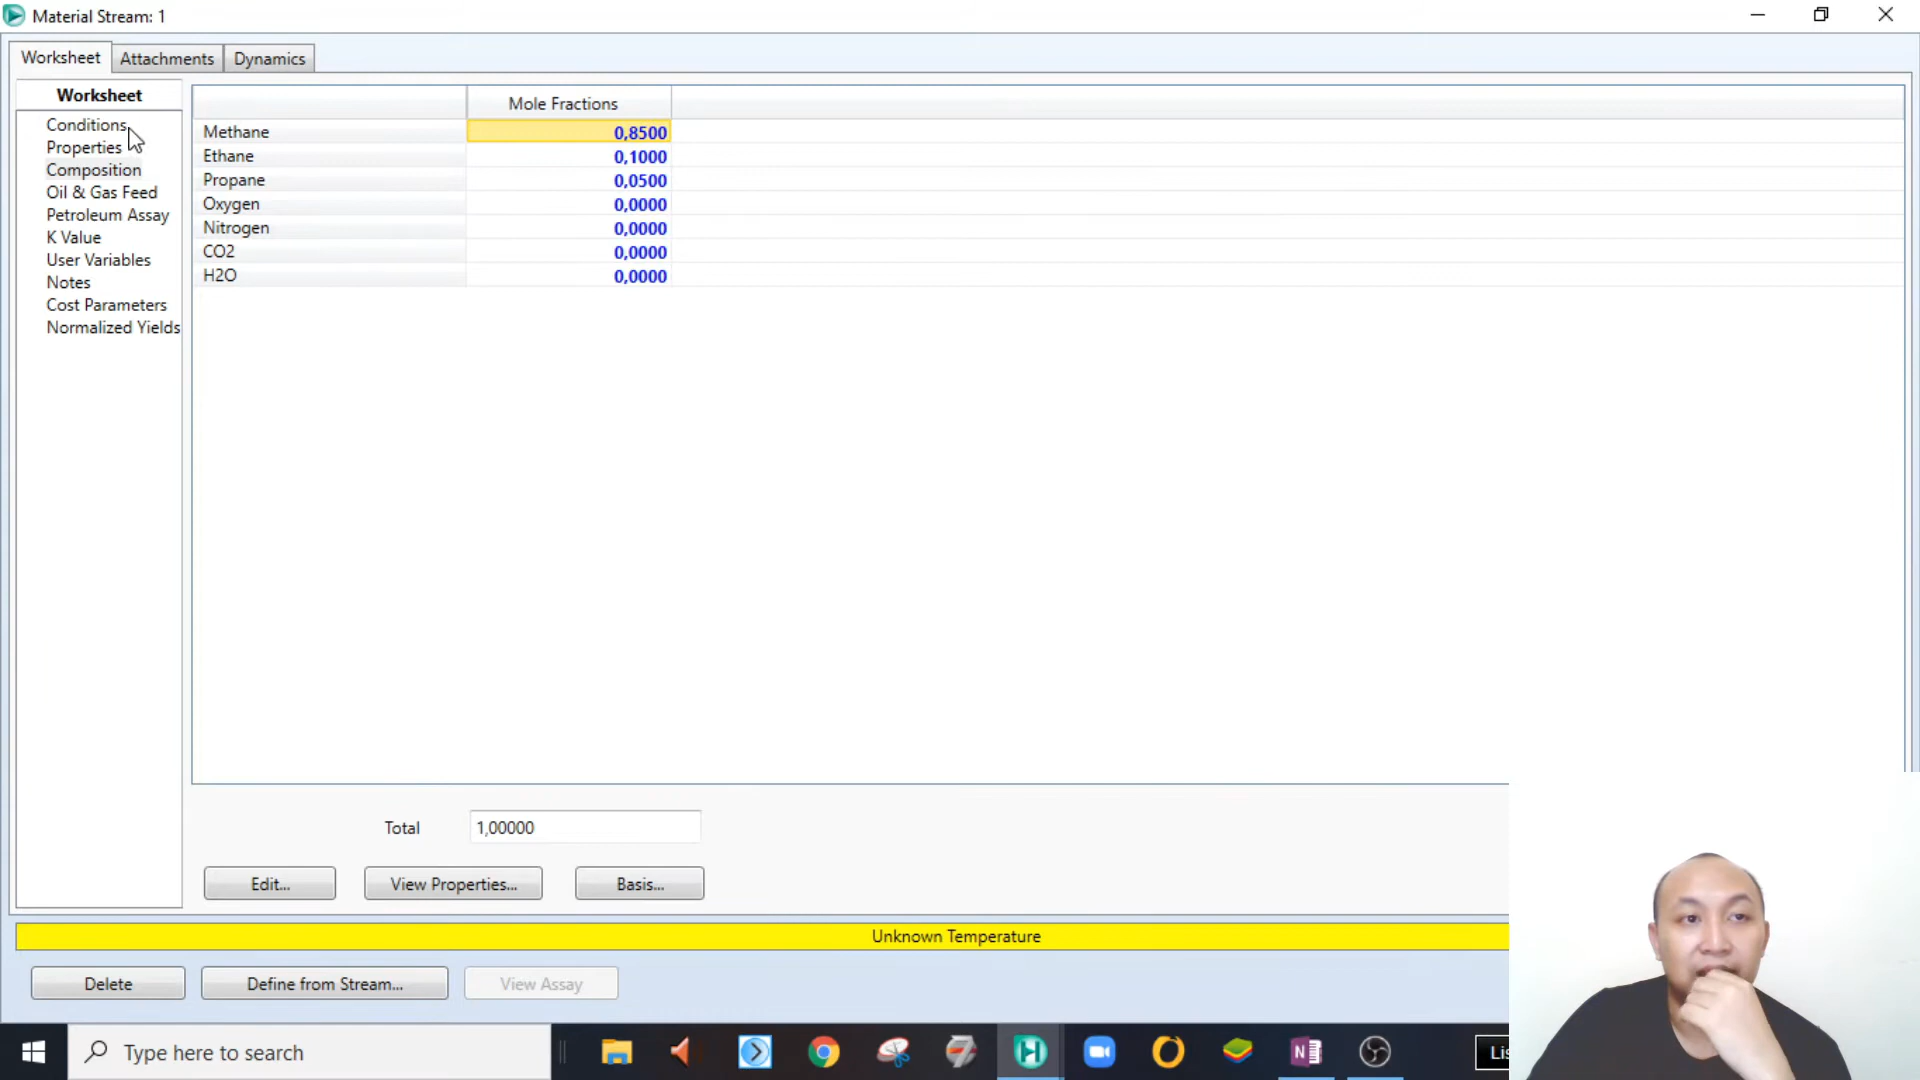 Material Stream: 1
Worksheet Attachments Dynamics
Worksheet
Conditions
Properties
Composition
Oil & Gas Feed
Petroleum Assay
K Value
User Variables
Notes
Cost Parameters
Normalized Yields
Mole Fractions
Methane 0,8500
Ethane 0,1000
Propane 0,0500
Oxygen 0,0000
Nitrogen 0,0000
CO2 0,0000
H2O 0,0000
Total 1,00000
Edit... View Properties... Basis...
Unknown Temperature
Delete Define from Stream... View Assay
Type here to search